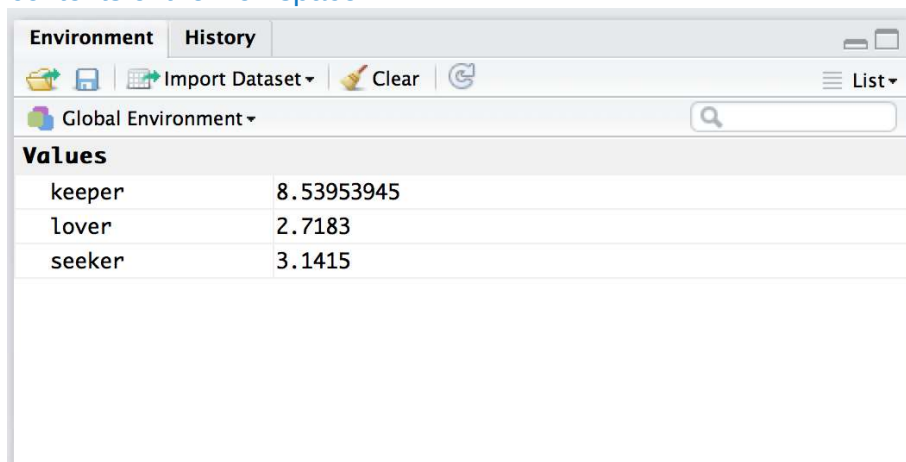 Environment History
Import Dataset Clear List
Global Environment
Values
keeper 8.53953945
lover 2.7183
seeker 3.1415